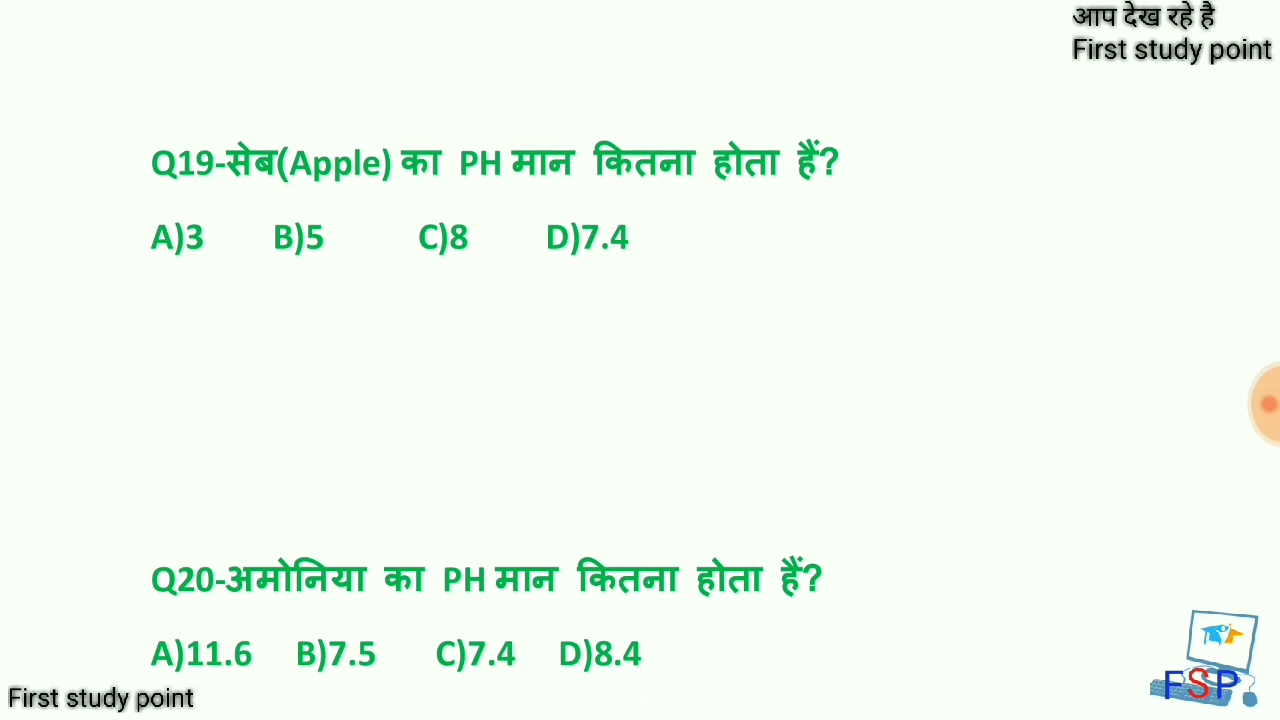 आप देख रहे है
First study point
Q19-सेब(Apple) का PH मान कितना होता हैं?
A)3 B)5 C)8 D)7.4
Q20-अमोनिया का PH मान कितना होता हैं?
A)11.6 B)7.5 C)7.4 D)8.4
First study point
FSP